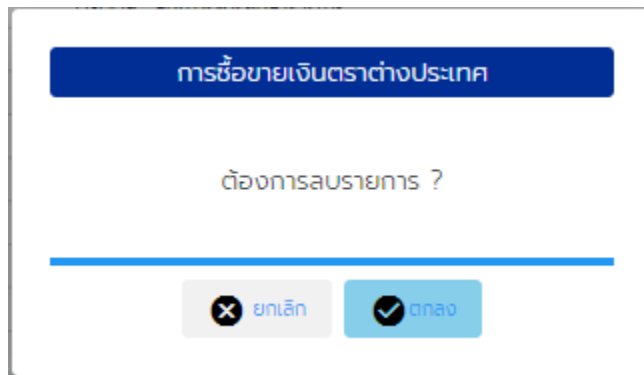 การซื้อขายเงินตราต่างประเทศ
ต้องการลบรายการ ?
ยกเลิก
ตกลง